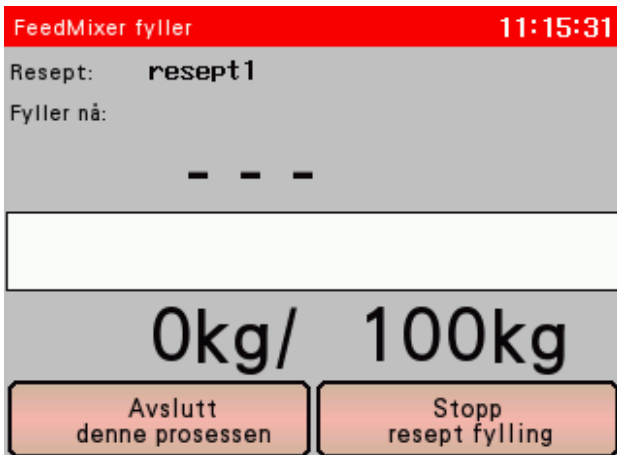 FeedMixer fyller 11:15:31
Resept: resept1
Fyller nå:
- - -
0kg/ 100kg
Avslutt
denne prosessen
Stopp
resept fylling